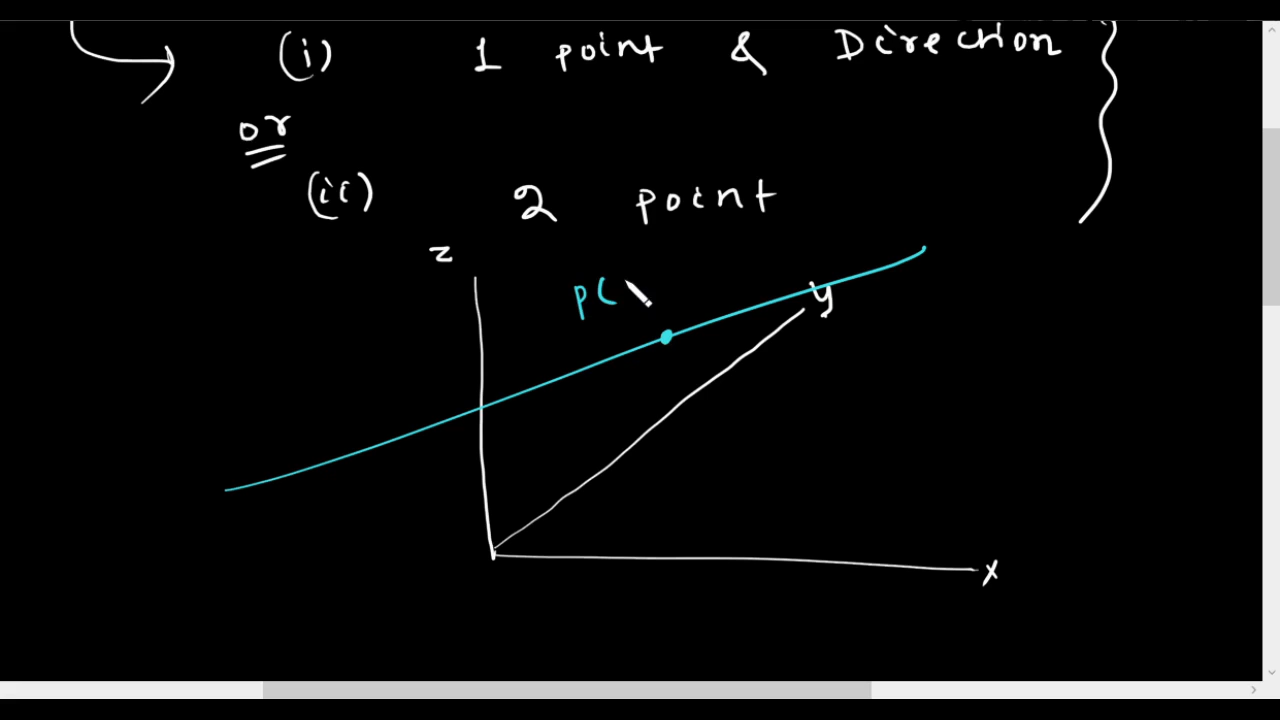 (i) 1 point & Direction
or
(ii) 2 point
z
P(
y
x